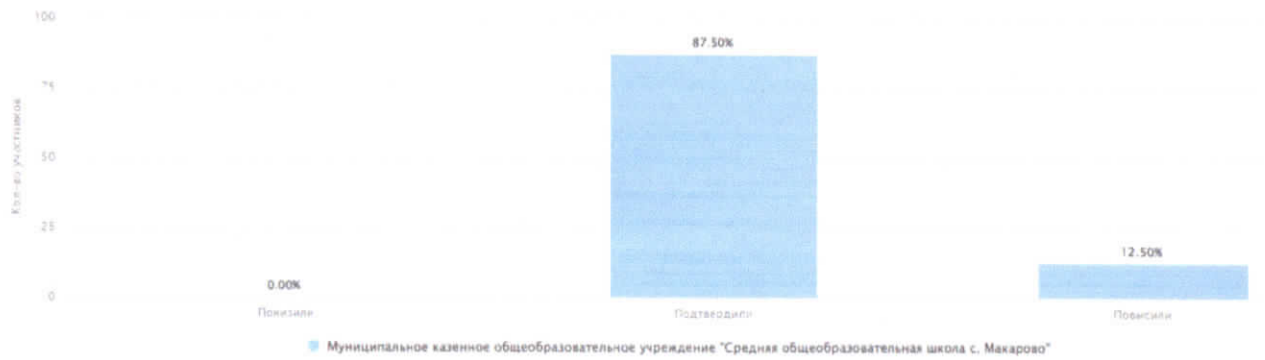 100
87.50%
75
Кол-во участников
50
25
12.50%
0.00%
0
Понизили
Подтвердили
Повысили
Муниципальное казенное общеобразовательное учреждение "Средняя общеобразовательная школа с. Макарово"